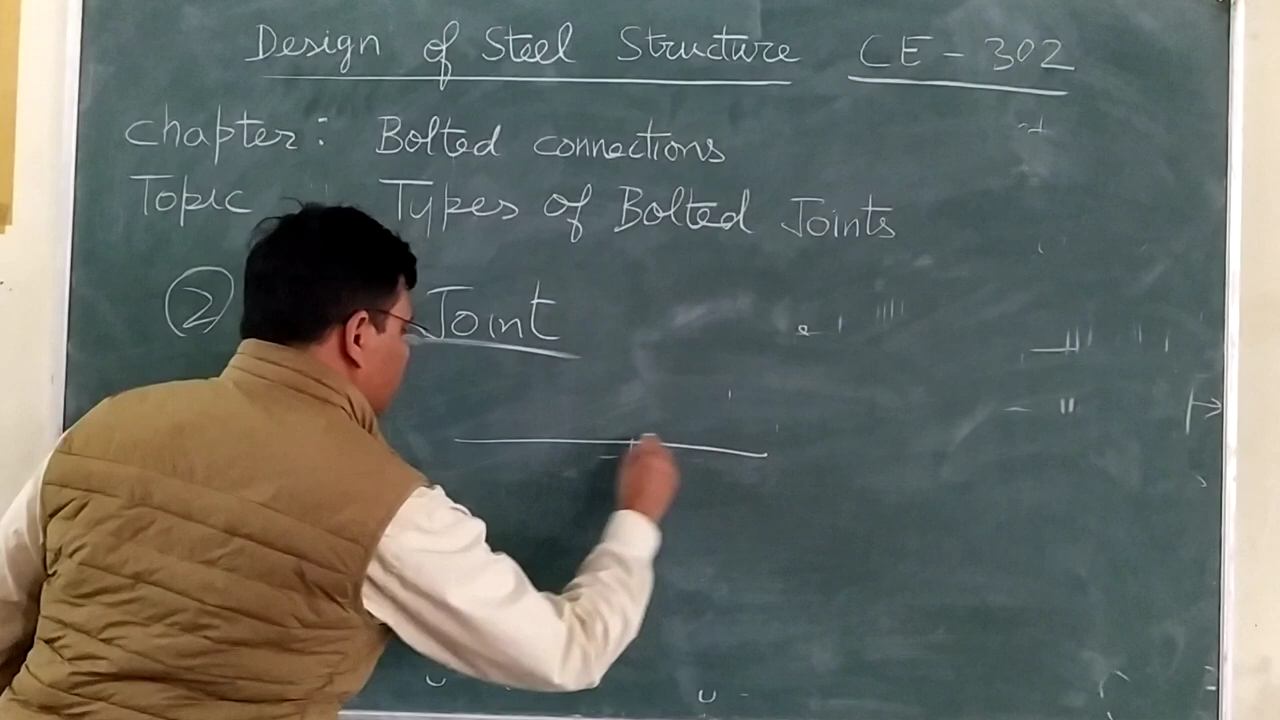 Design of Steel Structure CE-302
Chapter: Bolted connections
Topic Types of Bolted Joints
2 Joint